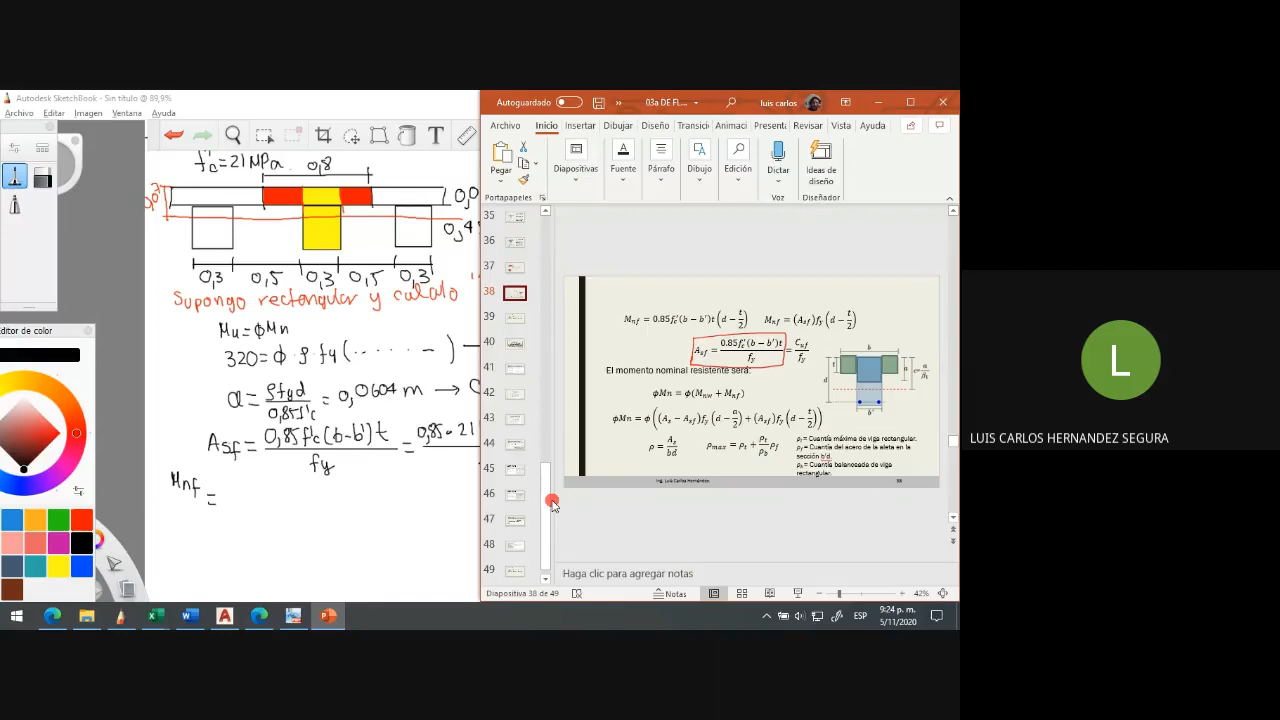 Autodesk SketchBook - Sin título @ 89,9%
Archivo Editar Imagen Ventana Ayuda
f'c=21 MPa 0,8
0,3 0,5 0,3 0,5 0,3
Supongo rectangular y calculo
Mu=ϕMn
320=ϕ·ρ·fy(······–)
a=ρfyd/0,85f'c=0,0604 m →
Asf=0,85f'c(b-b')t/fy=0,85·21
Mnf=
Editor de color
Autoguardado 03a DE FL... luis carlos
Archivo Inicio Insertar Dibujar Diseño Transici Animaci Present Revisar Vista Ayuda
Pegar Diapositivas Fuente Párrafo Dibujo Edición Dictar Ideas de diseño
Portapapeles Voz Diseñador
35
36
37
38
39
40
41
42
43
44
45
46
47
48
49
Mnf=0.85f'c(b−b')t(d−t/2) Mnf=(Asf)fy(d−t/2)
Asf=0.85f'c(b−b')t/fy=Cnf/fy
El momento nominal resistente será:
ϕMn=ϕ(Mnw+Mnf)
ϕMn=ϕ((As−Asf)fy(d−a/2)+(Asf)fy(d−t/2))
ρ=As/bd ρmax=ρt+ρt/ρb ρf
b
t
d
a
c=a/β1
b'
ρt= Cuantía máxima de viga rectangular.
ρf= Cuantía del acero de la aleta en la
sección b'd.
ρb= Cuantía balanceada de viga
rectangular.
Ing. Luis Carlos Hernández 38
Haga clic para agregar notas
Diapositiva 38 de 49 Notas 42%
ESP 9:24 p. m.
5/11/2020
L
LUIS CARLOS HERNANDEZ SEGURA